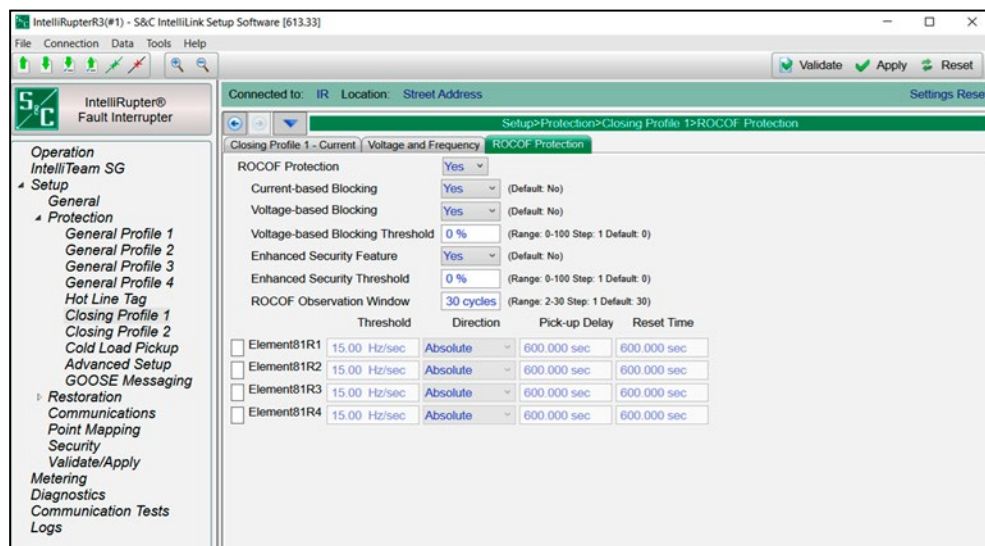 IntelliRupterR3(#1) - S&C IntelliLink Setup Software [613.33]
File Connection Data Tools Help
Validate Apply Reset
S&C
IntelliRupter®
Fault Interrupter
Connected to: IR Location: Street Address Settings Rese
Setup>Protection>Closing Profile 1>ROCOF Protection
Closing Profile 1 - Current Voltage and Frequency ROCOF Protection
Operation
IntelliTeam SG
Setup
General
Protection
General Profile 1
General Profile 2
General Profile 3
General Profile 4
Hot Line Tag
Closing Profile 1
Closing Profile 2
Cold Load Pickup
Advanced Setup
GOOSE Messaging
Restoration
Communications
Point Mapping
Security
Validate/Apply
Metering
Diagnostics
Communication Tests
Logs
ROCOF Protection Yes
Current-based Blocking Yes (Default: No)
Voltage-based Blocking Yes (Default: No)
Voltage-based Blocking Threshold 0 % (Range: 0-100 Step: 1 Default: 0)
Enhanced Security Feature Yes (Default: No)
Enhanced Security Threshold 0 % (Range: 0-100 Step: 1 Default: 0)
ROCOF Observation Window 30 cycles (Range: 2-30 Step: 1 Default: 30)
Threshold Direction Pick-up Delay Reset Time
Element81R1 15.00 Hz/sec Absolute 600.000 sec 600.000 sec
Element81R2 15.00 Hz/sec Absolute 600.000 sec 600.000 sec
Element81R3 15.00 Hz/sec Absolute 600.000 sec 600.000 sec
Element81R4 15.00 Hz/sec Absolute 600.000 sec 600.000 sec